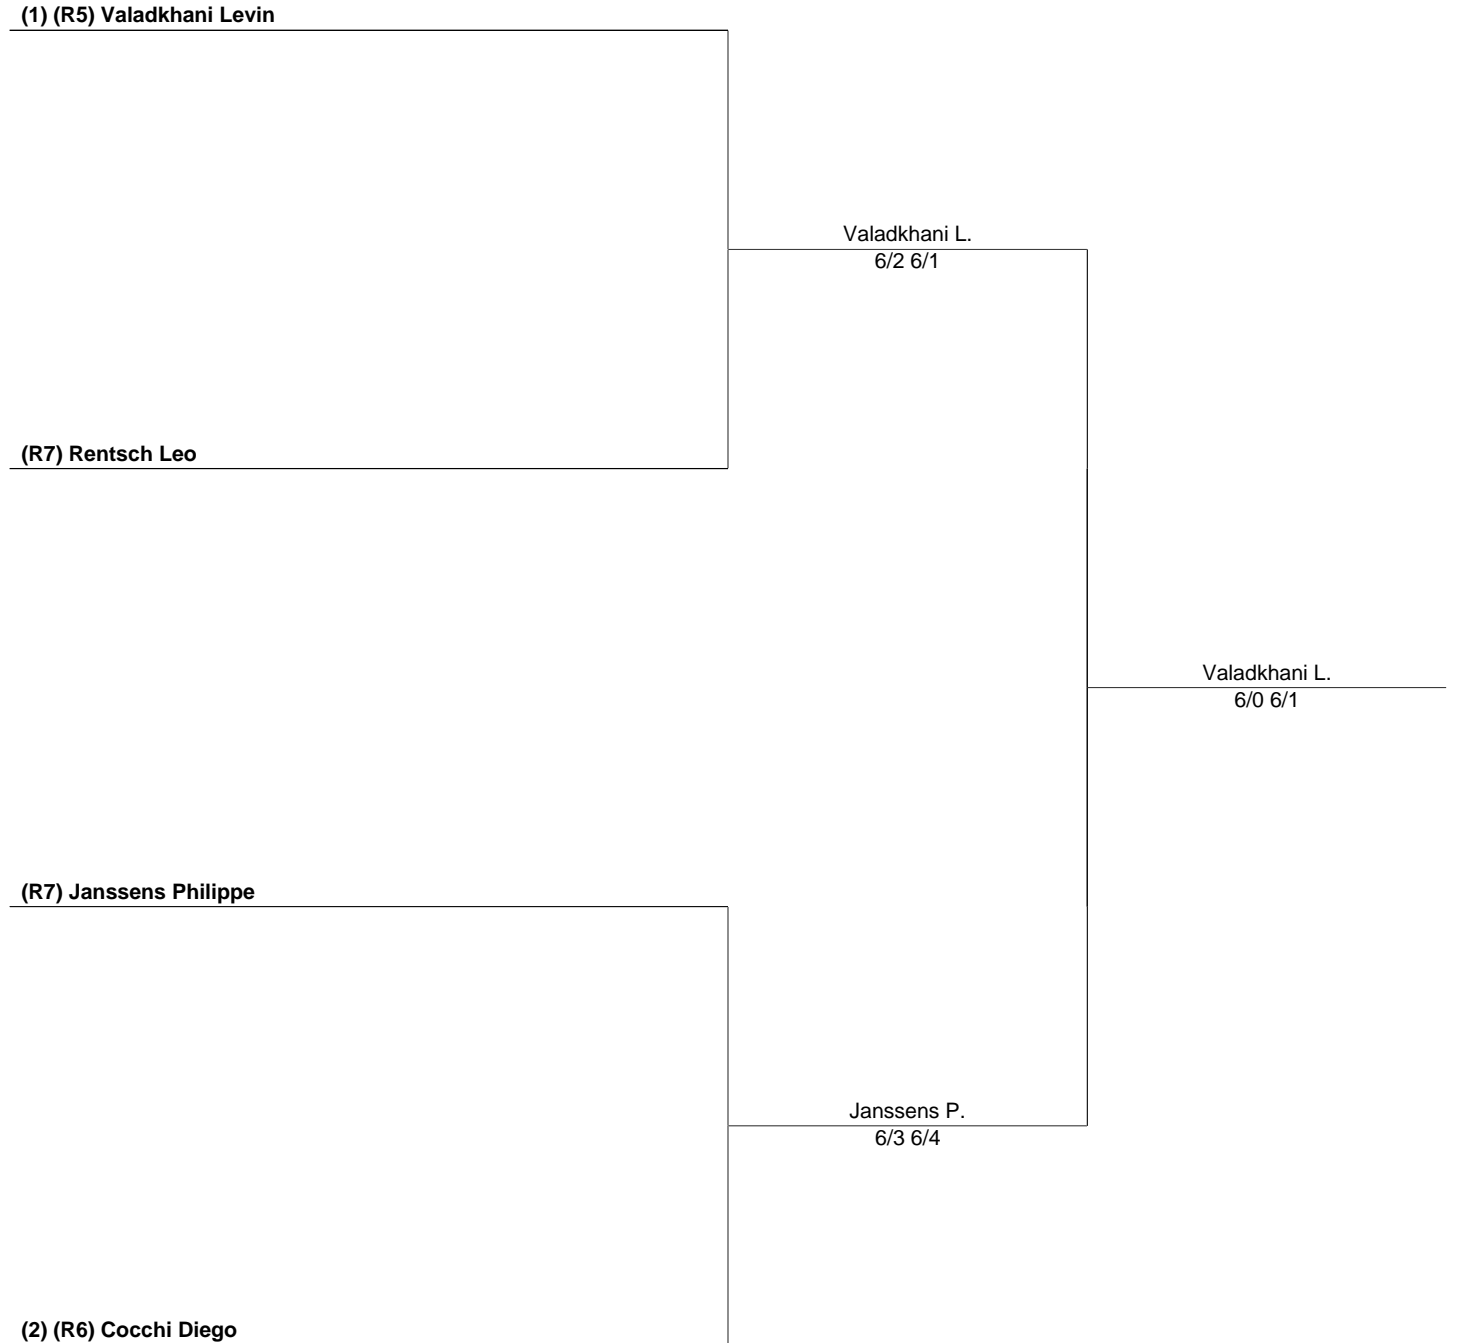 (1) (R5) Valadkhani Levin
Valadkhani L.
6/2 6/1
(R7) Rentsch Leo
Valadkhani L.
6/0 6/1
(R7) Janssens Philippe
Janssens P.
6/3 6/4
(2) (R6) Cocchi Diego